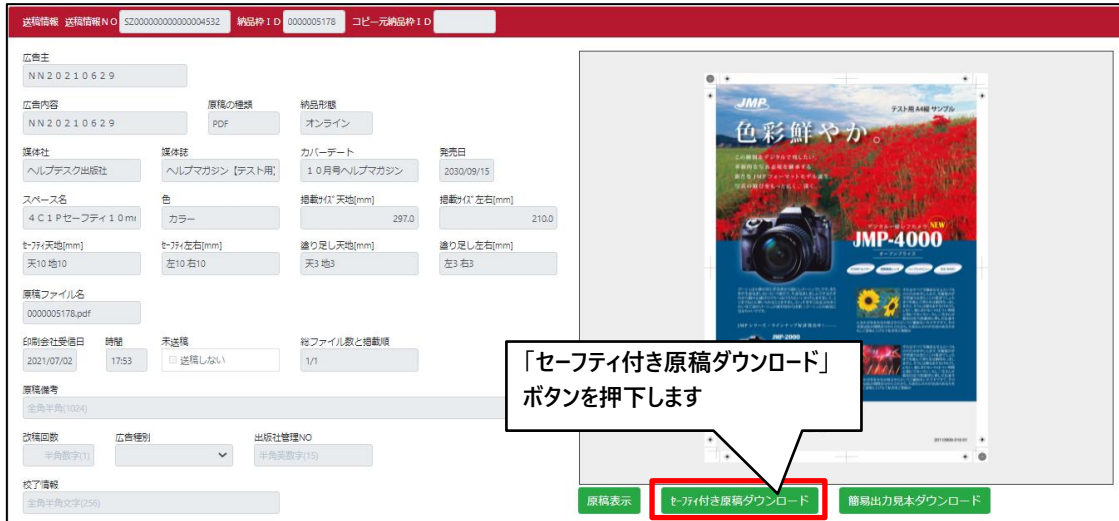 送稿情報 送稿情報NO SZ000000000000004532 納品枠ID 0000005178 コピー元納品枠ID
広告主
NN20210629
広告内容 原稿の種類 納品形態
NN20210629 PDF オンライン
媒体社 媒体誌 カバーデート 発売日
ヘルプデスク出版社 ヘルプマガジン【テスト用】 10月号ヘルプマガジン 2030/09/15
スペース名 色 掲載ｻｲｽﾞ天地[mm] 掲載ｻｲｽﾞ左右[mm]
4C1Pセーフティ10m カラー 297.0 210.0
ｾｰﾌﾃｨ天地[mm] ｾｰﾌﾃｨ左右[mm] 塗り足し天地[mm] 塗り足し左右[mm]
天10 地10 左10 右10 天3 地3 左3 右3
原稿ファイル名
0000005178.pdf
印刷会社受信日 時間 未送稿 総ファイル数と掲載順
2021/07/02 17:53 送稿しない 1/1
原稿備考
全角半角(1024)
改稿回数 広告種別 出版社管理NO
半角数字(1) 半角英数字(15)
校了情報
全角半角文字(256)
JMP
テスト用 A4縦 サンプル
色彩鮮やか。
NEW
JMP-4000
オープンプライス
JMP-2000
「セーフティ付き原稿ダウンロード」
ボタンを押下します
原稿表示 ｾｰﾌﾃｨ付き原稿ダウンロード 簡易出力見本ダウンロード